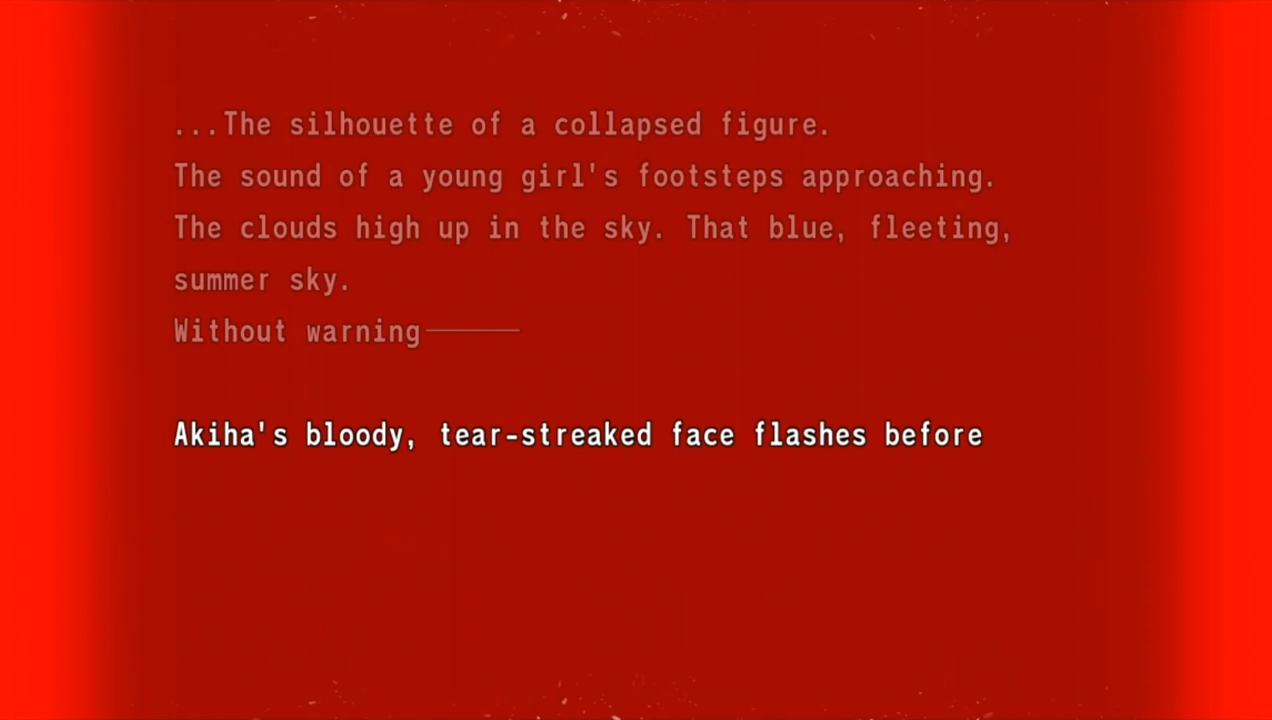 ...The silhouette of a collapsed figure.
The sound of a young girl's footsteps approaching.
The clouds high up in the sky. That blue, fleeting,
summer sky.
Without warning―――
Akiha's bloody, tear-streaked face flashes before